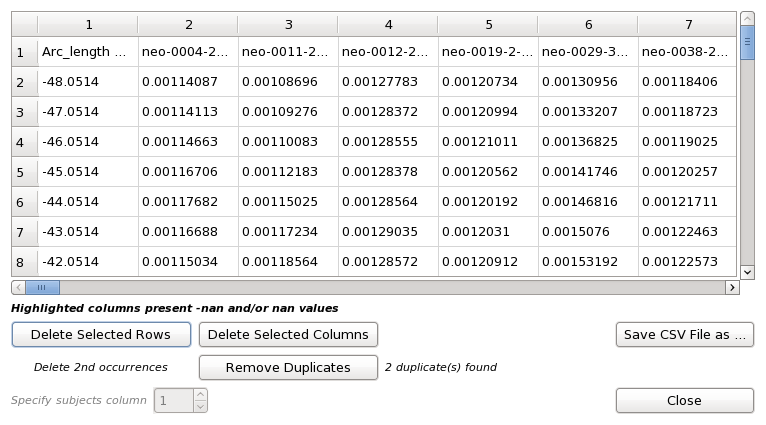 1 2 3 4 5 6 7
1 Arc_length ... neo-0004-2... neo-0011-2... neo-0012-2... neo-0019-2-... neo-0029-3... neo-0038-2...
2 -48.0514 0.00114087 0.00108696 0.00127783 0.00120734 0.00130956 0.00118406
3 -47.0514 0.00114113 0.00109276 0.00128372 0.00120994 0.00133207 0.00118723
4 -46.0514 0.00114663 0.00110083 0.00128555 0.00121011 0.00136825 0.00119025
5 -45.0514 0.00116706 0.00112183 0.00128378 0.00120562 0.00141746 0.00120257
6 -44.0514 0.00117682 0.00115025 0.00128564 0.00120192 0.00146816 0.00121711
7 -43.0514 0.00116688 0.00117234 0.00129035 0.0012031 0.0015076 0.00122463
8 -42.0514 0.00115034 0.00118564 0.00128572 0.00120912 0.00153192 0.00122573
Highlighted columns present -nan and/or nan values
Delete Selected Rows Delete Selected Columns Save CSV File as ...
Delete 2nd occurrences Remove Duplicates 2 duplicate(s) found
Specify subjects column 1 Close